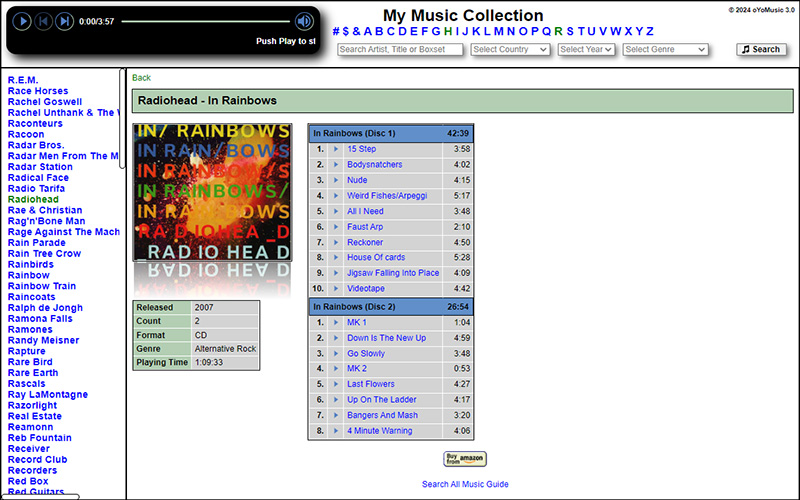 My Music Collection
© 2024 oYoMusic 3.0
0:00/3:57
Push Play to sl
#$&ABCDEFGHIJKLMNOPQRSTUVWXYZ
Search Artist, Title or Boxset
Select Country
Select Year
Select Genre
Search
R.E.M.
Race Horses
Rachel Goswell
Rachel Unthank & The W
Raconteurs
Racoon
Radar Bros.
Radar Men From The M
Radar Station
Radical Face
Radio Tarifa
Radiohead
Rae & Christian
Rag'n'Bone Man
Rage Against The Mach
Rain Parade
Rain Tree Crow
Rainbirds
Rainbow
Rainbow Train
Raincoats
Ralph de Jongh
Ramona Falls
Ramones
Randy Meisner
Rapture
Rare Bird
Rare Earth
Rascals
Ray LaMontagne
Razorlight
Real Estate
Reamonn
Reb Fountain
Receiver
Record Club
Recorders
Red Box
Red Guitars
Back
Radiohead - In Rainbows
IN/ RAINBOWS
IN RAIN/BOWS
IN RAINBOW/S
IN RAINBOWS/
IN RAINBOWS
RAD IOHEA _D
_RAD IO HEA D
Released 2007
Count 2
Format CD
Genre Alternative Rock
Playing Time 1:09:33
In Rainbows (Disc 1) 42:39
1. 15 Step 3:58
2. Bodysnatchers 4:02
3. Nude 4:15
4. Weird Fishes/Arpeggi 5:17
5. All I Need 3:48
6. Faust Arp 2:10
7. Reckoner 4:50
8. House Of cards 5:28
9. Jigsaw Falling Into Place 4:09
10. Videotape 4:42
In Rainbows (Disc 2) 26:54
1. MK 1 1:04
2. Down Is The New Up 4:59
3. Go Slowly 3:48
4. MK 2 0:53
5. Last Flowers 4:27
6. Up On The Ladder 4:17
7. Bangers And Mash 3:20
8. 4 Minute Warning 4:06
Buy from amazon
Search All Music Guide